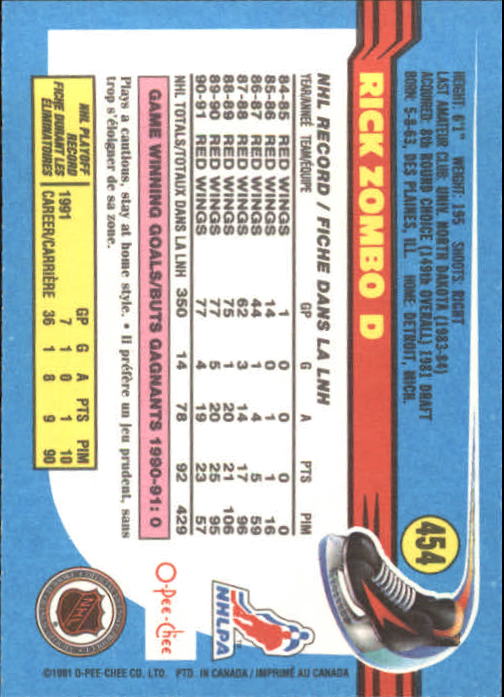 454
HEIGHT: 6'1" WEIGHT: 195 SHOOTS: RIGHT
LAST AMATEUR CLUB: UNIV. NORTH DAKOTA (1983-84)
ACQUIRED: 8th ROUND CHOICE (149th OVERALL) 1981 DRAFT
BORN: 5-8-63, DES PLAINES, ILL. HOME: DETROIT, MICH.
RICK ZOMBO D
NHL RECORD / FICHE DANS LA LNH
YEAR/ANNÉE TEAM/ÉQUIPE GP G A PTS PIM
84-85 RED WINGS 1 0 0 0 0
85-86 RED WINGS 14 0 1 1 16
86-87 RED WINGS 44 1 4 5 59
87-88 RED WINGS 62 3 14 17 96
88-89 RED WINGS 75 1 20 21 106
89-90 RED WINGS 77 5 20 25 95
90-91 RED WINGS 77 4 19 23 57
NHL TOTALS/TOTAUX DANS LA LNH 350 14 78 92 429
GAME WINNING GOALS/BUTS GAGNANTS 1990-91: 0
Plays a cautious, stay at home style. • Il préfère un jeu prudent, sans
trop s'éloigner de sa zone.
NHL PLAYOFF
RECORD
FICHE DURANT LES
ÉLIMINATOIRES
GP G A PTS PIM
1991 7 1 0 1 10
CAREER/CARRIÈRE 36 1 8 9 90
NHLPA
TM
O-Pee-Chee
NHL
©1991 O-PEE-CHEE CO. LTD. PTD. IN CANADA / IMPRIMÉ AU CANADA